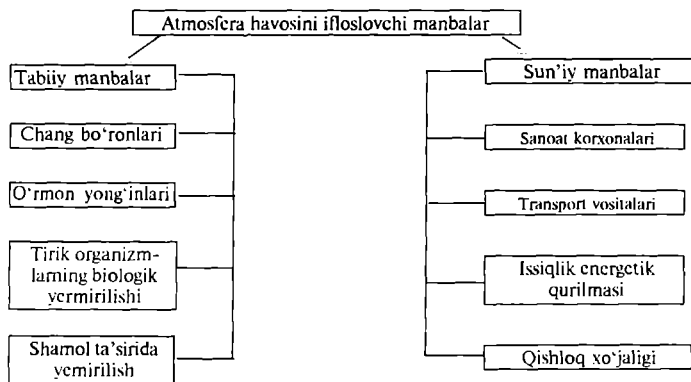 Atmosfera havosini ifloslovchi manbalar
Tabiiy manbalar
Chang bo‘ronlari
O‘rmon yong‘inlari
Tirik organizm-
larning biologik
yermirilishi
Shamol ta’sirida
yemirilish
Sun’iy manbalar
Sanoat korxonalari
Transport vositalari
Issiqlik energetik
qurilmasi
Qishloq xo‘jaligi